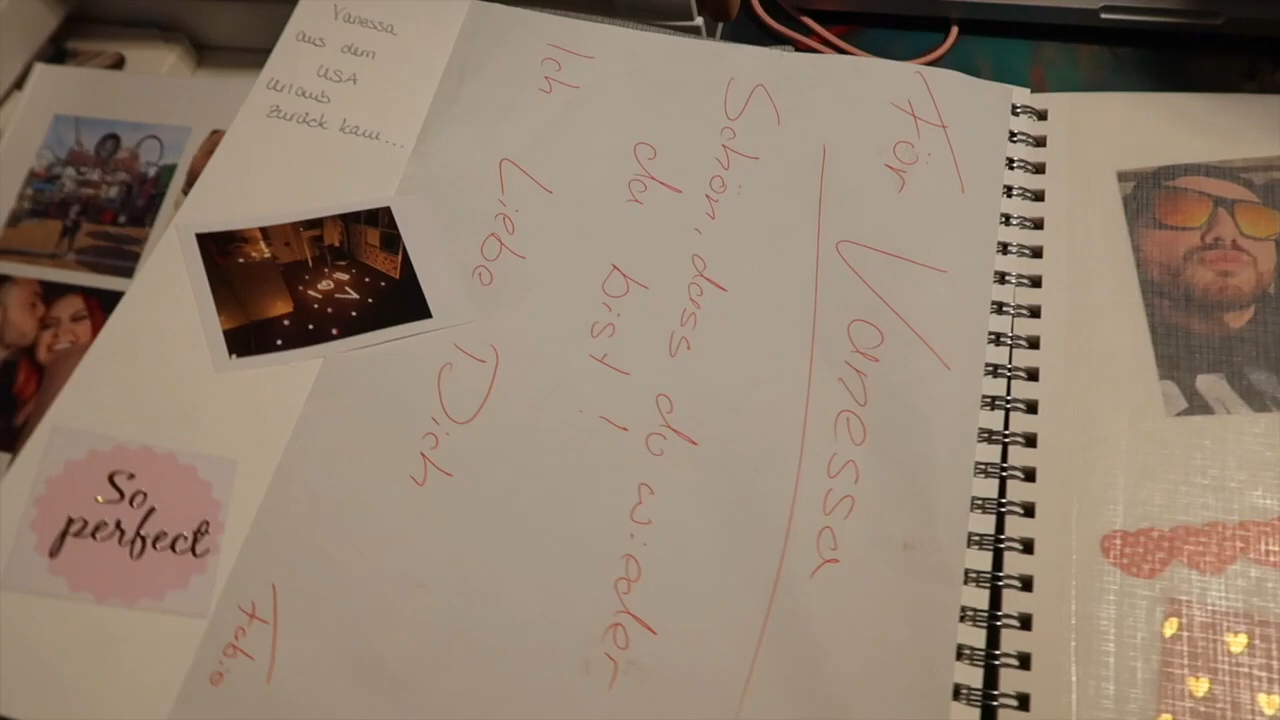 Vanessa
aus dem
USA
Urlaub
zurück kam...
Für Vanessa
Schön, dass du wieder
da bist!
Ich Liebe Dich
Fabio
So
perfect